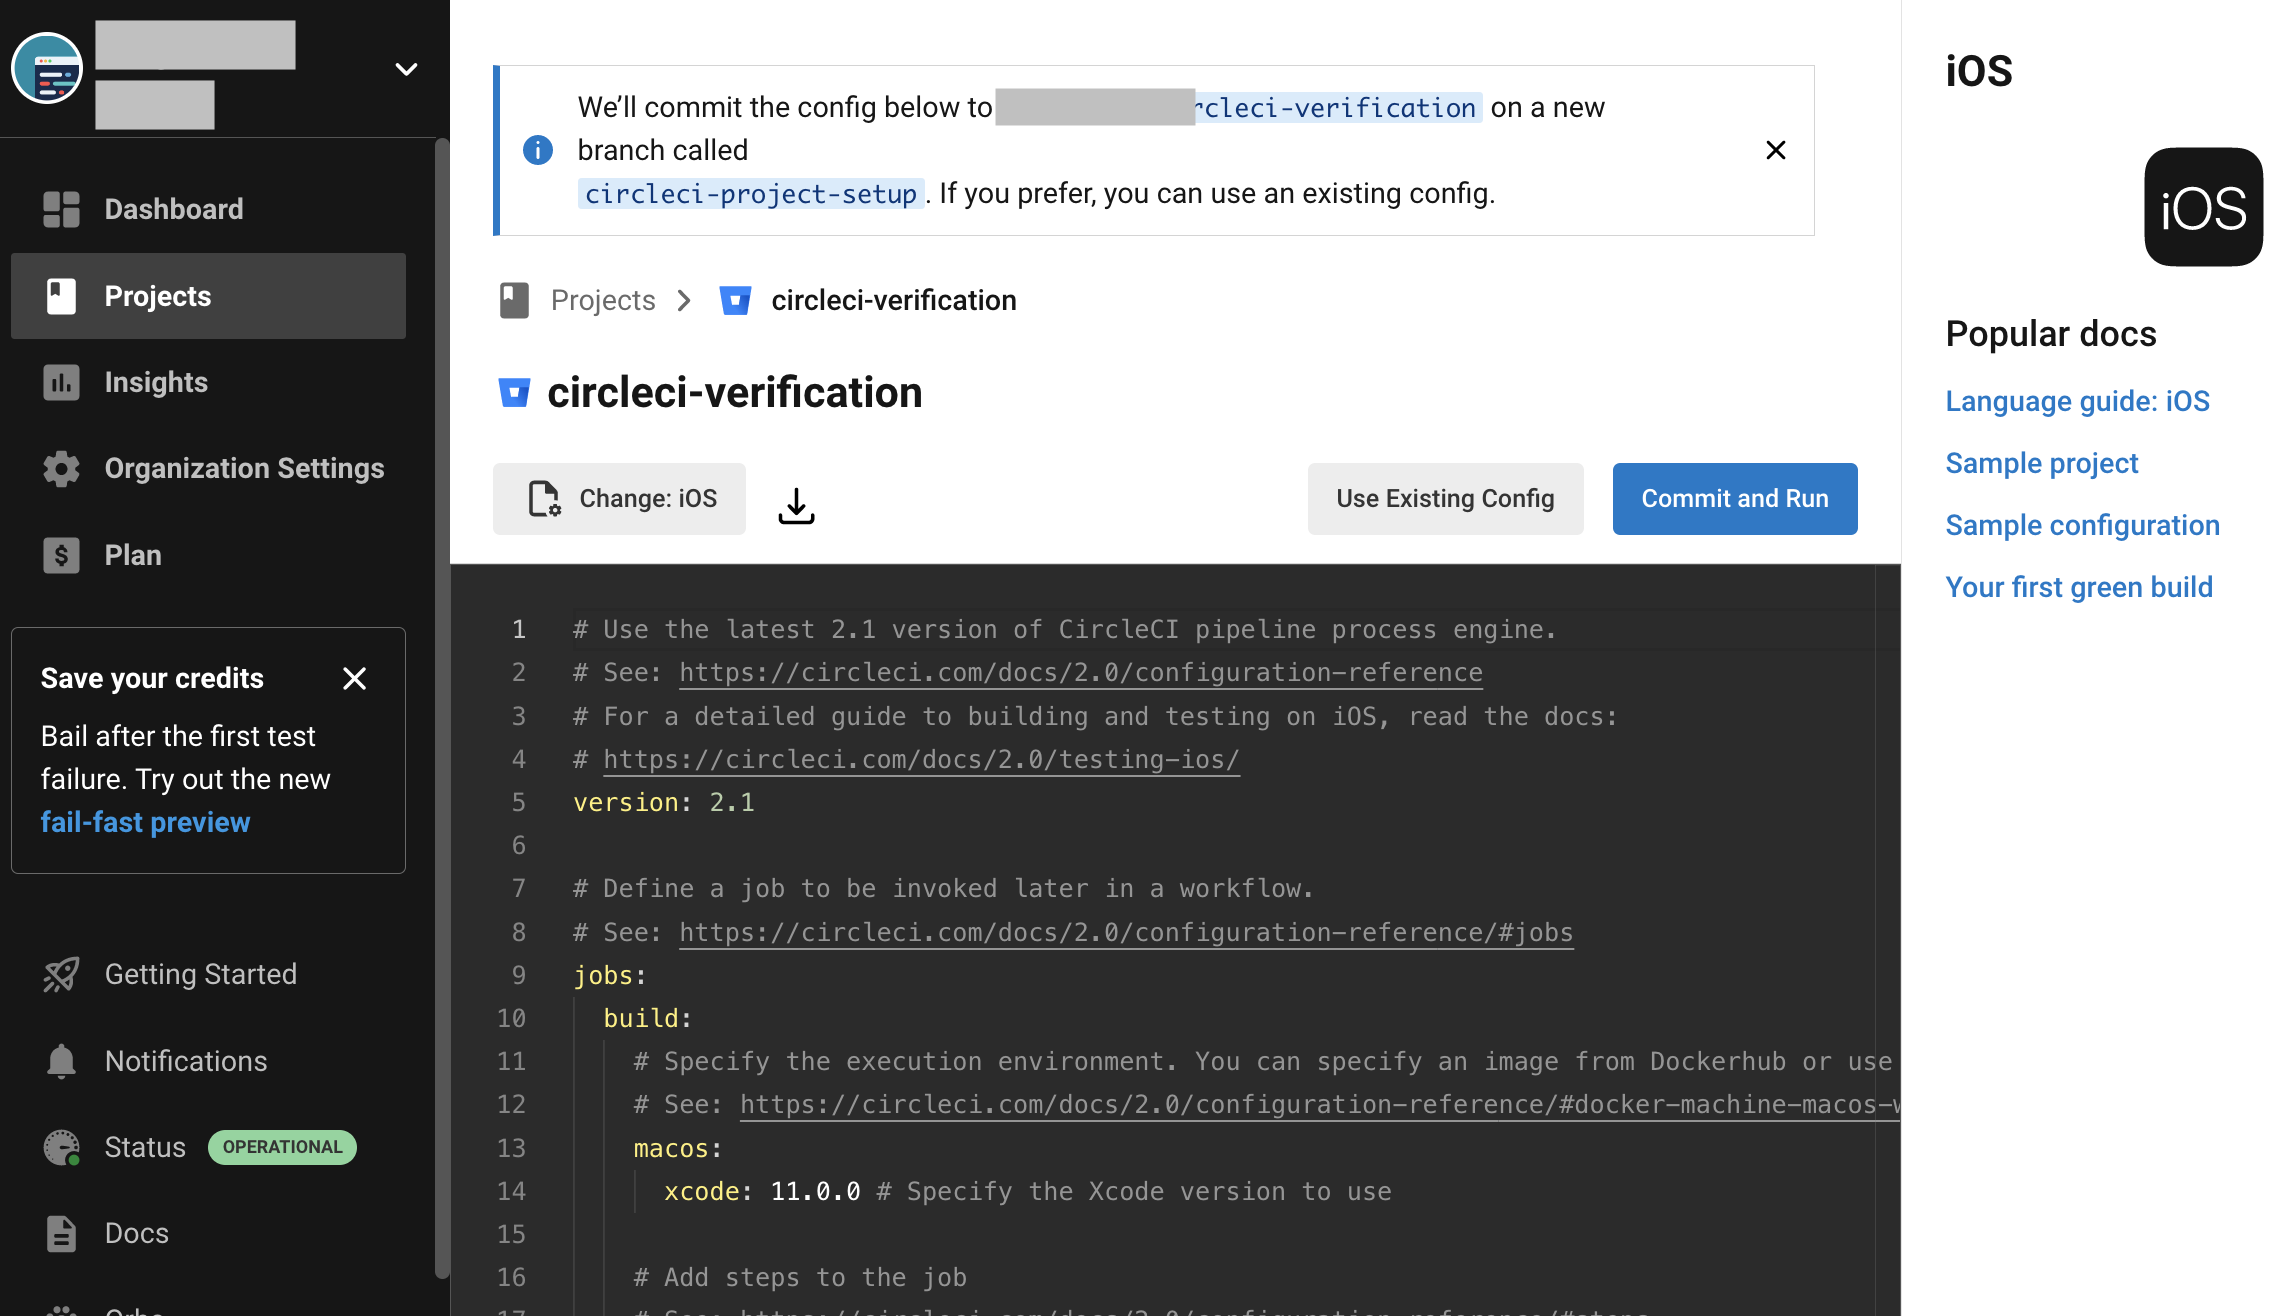 Dashboard
Projects
Insights
Organization Settings
Plan
Save your credits
Bail after the first test
failure. Try out the new
fail-fast preview
Getting Started
Notifications
Status OPERATIONAL
Docs
We’ll commit the config below to rcleci-verification on a new
branch called
circleci-project-setup. If you prefer, you can use an existing config.
Projects > circleci-verification
circleci-verification
Change: iOS
Use Existing Config
Commit and Run
1 # Use the latest 2.1 version of CircleCI pipeline process engine.
2 # See: https://circleci.com/docs/2.0/configuration-reference
3 # For a detailed guide to building and testing on iOS, read the docs:
4 # https://circleci.com/docs/2.0/testing-ios/
5 version: 2.1
6
7 # Define a job to be invoked later in a workflow.
8 # See: https://circleci.com/docs/2.0/configuration-reference/#jobs
9 jobs:
10 build:
11 # Specify the execution environment. You can specify an image from Dockerhub or use
12 # See: https://circleci.com/docs/2.0/configuration-reference/#docker-machine-macos-w
13 macos:
14 xcode: 11.0.0 # Specify the Xcode version to use
15
16 # Add steps to the job
17 # See: https://circleci.com/docs/2.0/configuration-reference/#steps
iOS
iOS
Popular docs
Language guide: iOS
Sample project
Sample configuration
Your first green build